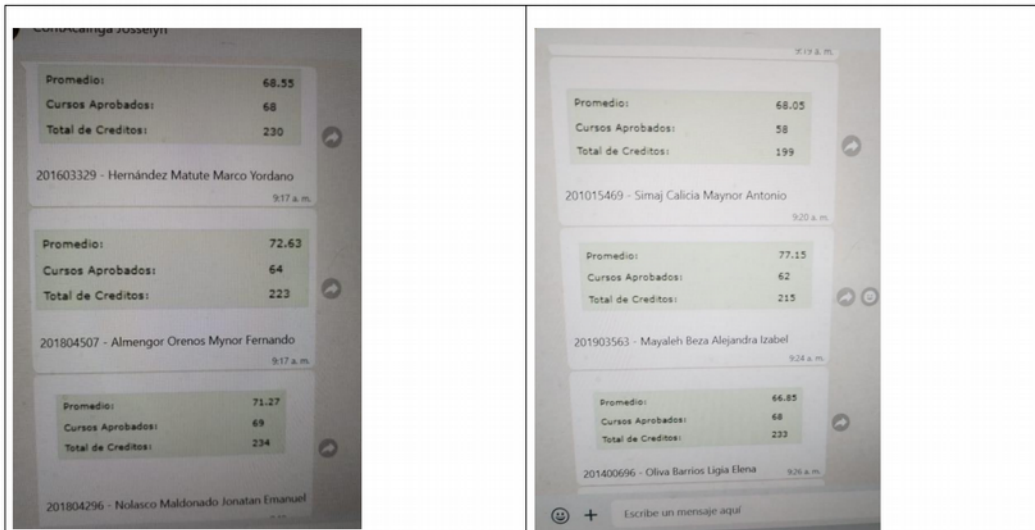 ContAcainga Josselyn
Promedio: 68.55
Cursos Aprobados: 68
Total de Creditos: 230
201603329 - Hernández Matute Marco Yordano
9:17 a. m.
Promedio: 72.63
Cursos Aprobados: 64
Total de Creditos: 223
201804507 - Almengor Orenos Mynor Fernando
9:17 a. m.
Promedio: 71.27
Cursos Aprobados: 69
Total de Creditos: 234
201804296 - Nolasco Maldonado Jonatan Emanuel
a. m.
Promedio: 68.05
Cursos Aprobados: 58
Total de Creditos: 199
201015469 - Simaj Calicia Maynor Antonio
9:20 a. m.
Promedio: 77.15
Cursos Aprobados: 62
Total de Creditos: 215
201903563 - Mayaleh Beza Alejandra Izabel
9:24 a. m.
Promedio: 66.85
Cursos Aprobados: 68
Total de Creditos: 233
201400696 - Oliva Barrios Ligia Elena
9:26 a. m.
Escribe un mensaje aquí